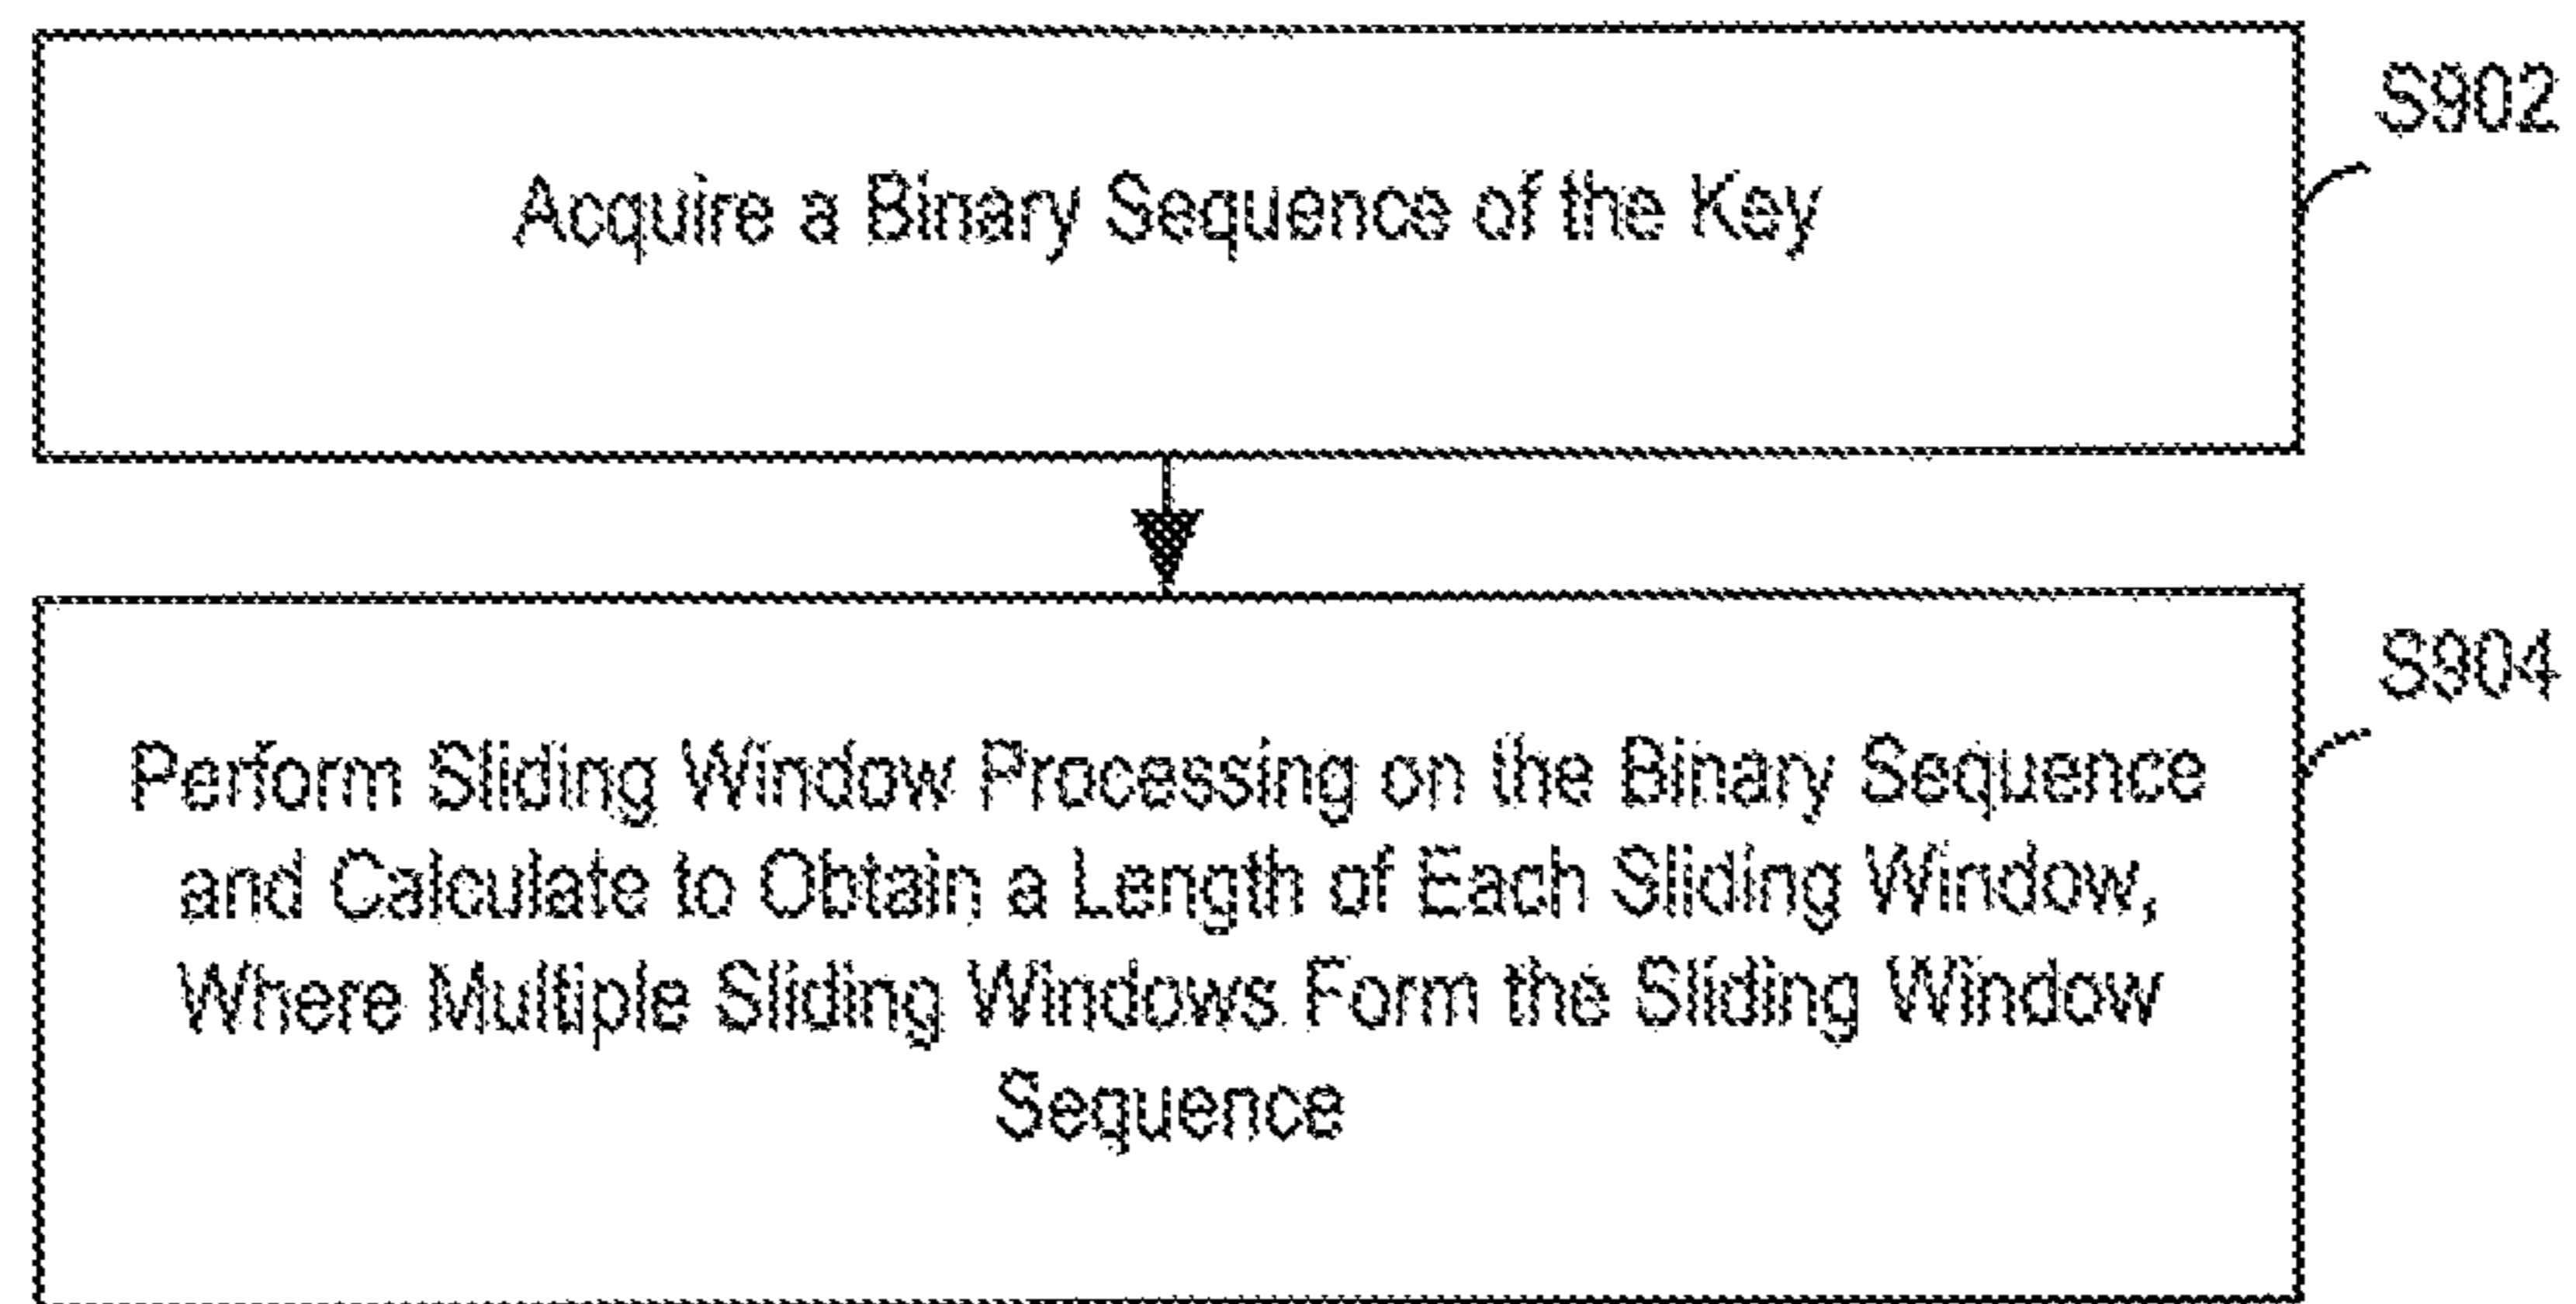 S902
Acquire a Binary Sequence of the Key
S904
Perform Sliding Window Processing on the Binary Sequence
and Calculate to Obtain a Length of Each Sliding Window,
Where Multiple Sliding Windows Form the Sliding Window
Sequence